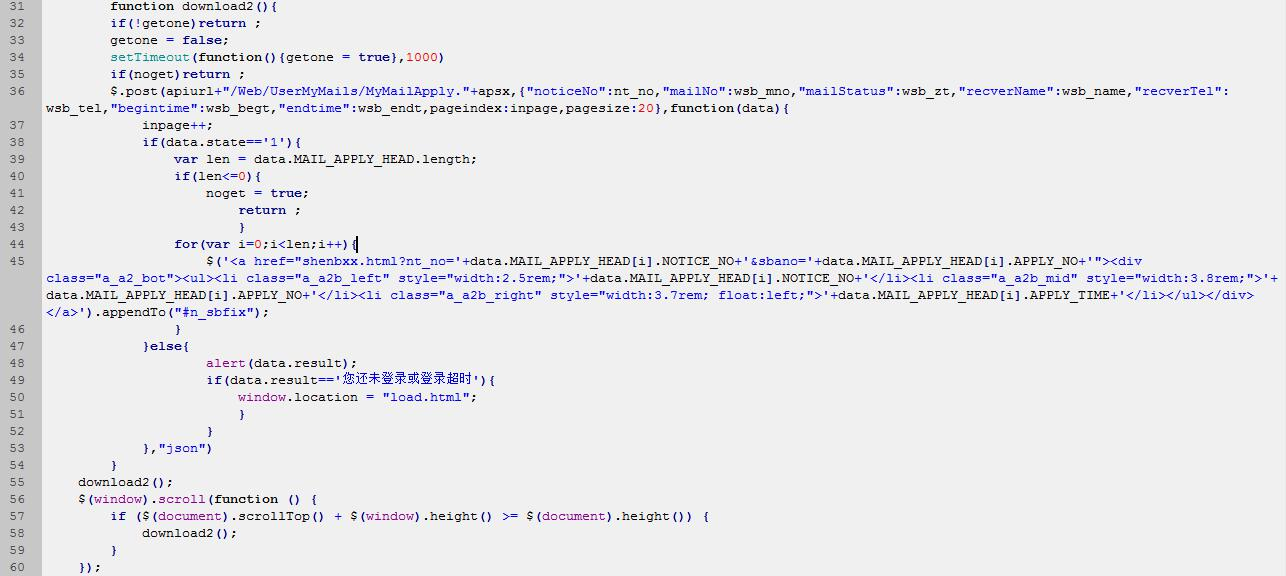 31 function download2(){
32 if(!getone)return ;
33 getone = false;
34 setTimeout(function(){getone = true},1000)
35 if(noget)return ;
36 $.post(apiurl+"/Web/UserMyMails/MyMailApply."+apsx,{"noticeNo":nt_no,"mailNo":wsb_mno,"mailStatus":wsb_zt,"recverName":wsb_name,"recverTel":
wsb_tel,"begintime":wsb_begt,"endtime":wsb_endt,pageindex:inpage,pagesize:20},function(data){
37 inpage++;
38 if(data.state=='1'){
39 var len = data.MAIL_APPLY_HEAD.length;
40 if(len<=0){
41 noget = true;
42 return ;
43 }
44 for(var i=0;i<len;i++){
45 $('<a href="shenbxx.html?nt_no='+data.MAIL_APPLY_HEAD[i].NOTICE_NO+'&sbano='+data.MAIL_APPLY_HEAD[i].APPLY_NO+'"><div
class="a_a2_bot"><ul><li class="a_a2b_left" style="width:2.5rem;">'+data.MAIL_APPLY_HEAD[i].NOTICE_NO+'</li><li class="a_a2b_mid" style="width:3.8rem;">'+
data.MAIL_APPLY_HEAD[i].APPLY_NO+'</li><li class="a_a2b_right" style="width:3.7rem; float:left;">'+data.MAIL_APPLY_HEAD[i].APPLY_TIME+'</li></ul></div>
</a>').appendTo("#n_sbfix");
46 }
47 }else{
48 alert(data.result);
49 if(data.result=='您还未登录或登录超时'){
50 window.location = "load.html";
51 }
52 }
53 },"json")
54 }
55 download2();
56 $(window).scroll(function () {
57 if ($(document).scrollTop() + $(window).height() >= $(document).height()) {
58 download2();
59 }
60 });